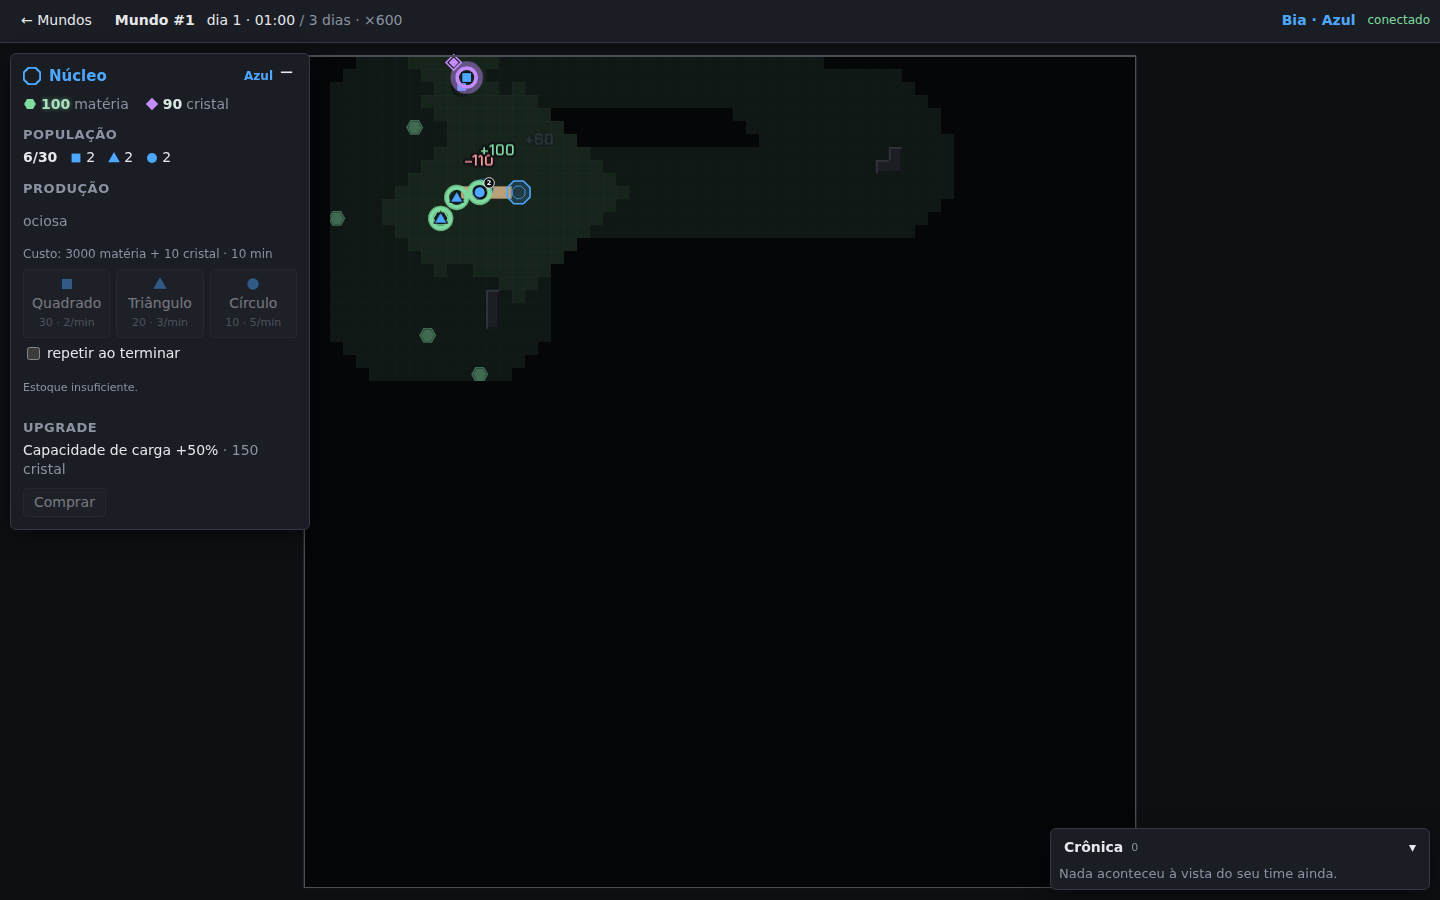 ← Mundos Mundo #1 dia 1 · 01:00 / 3 dias · ×600 Bia · Azul conectado
Núcleo Azul —
100 matéria 90 cristal
POPULAÇÃO
6/30 2 2 2
PRODUÇÃO
ociosa
Custo: 3000 matéria + 10 cristal · 10 min
Quadrado Triângulo Círculo
30 · 2/min 20 · 3/min 10 · 5/min
repetir ao terminar
Estoque insuficiente.
UPGRADE
Capacidade de carga +50% · 150
cristal
Comprar
+60
+100
−110
2
Crônica 0 ▾
Nada aconteceu à vista do seu time ainda.